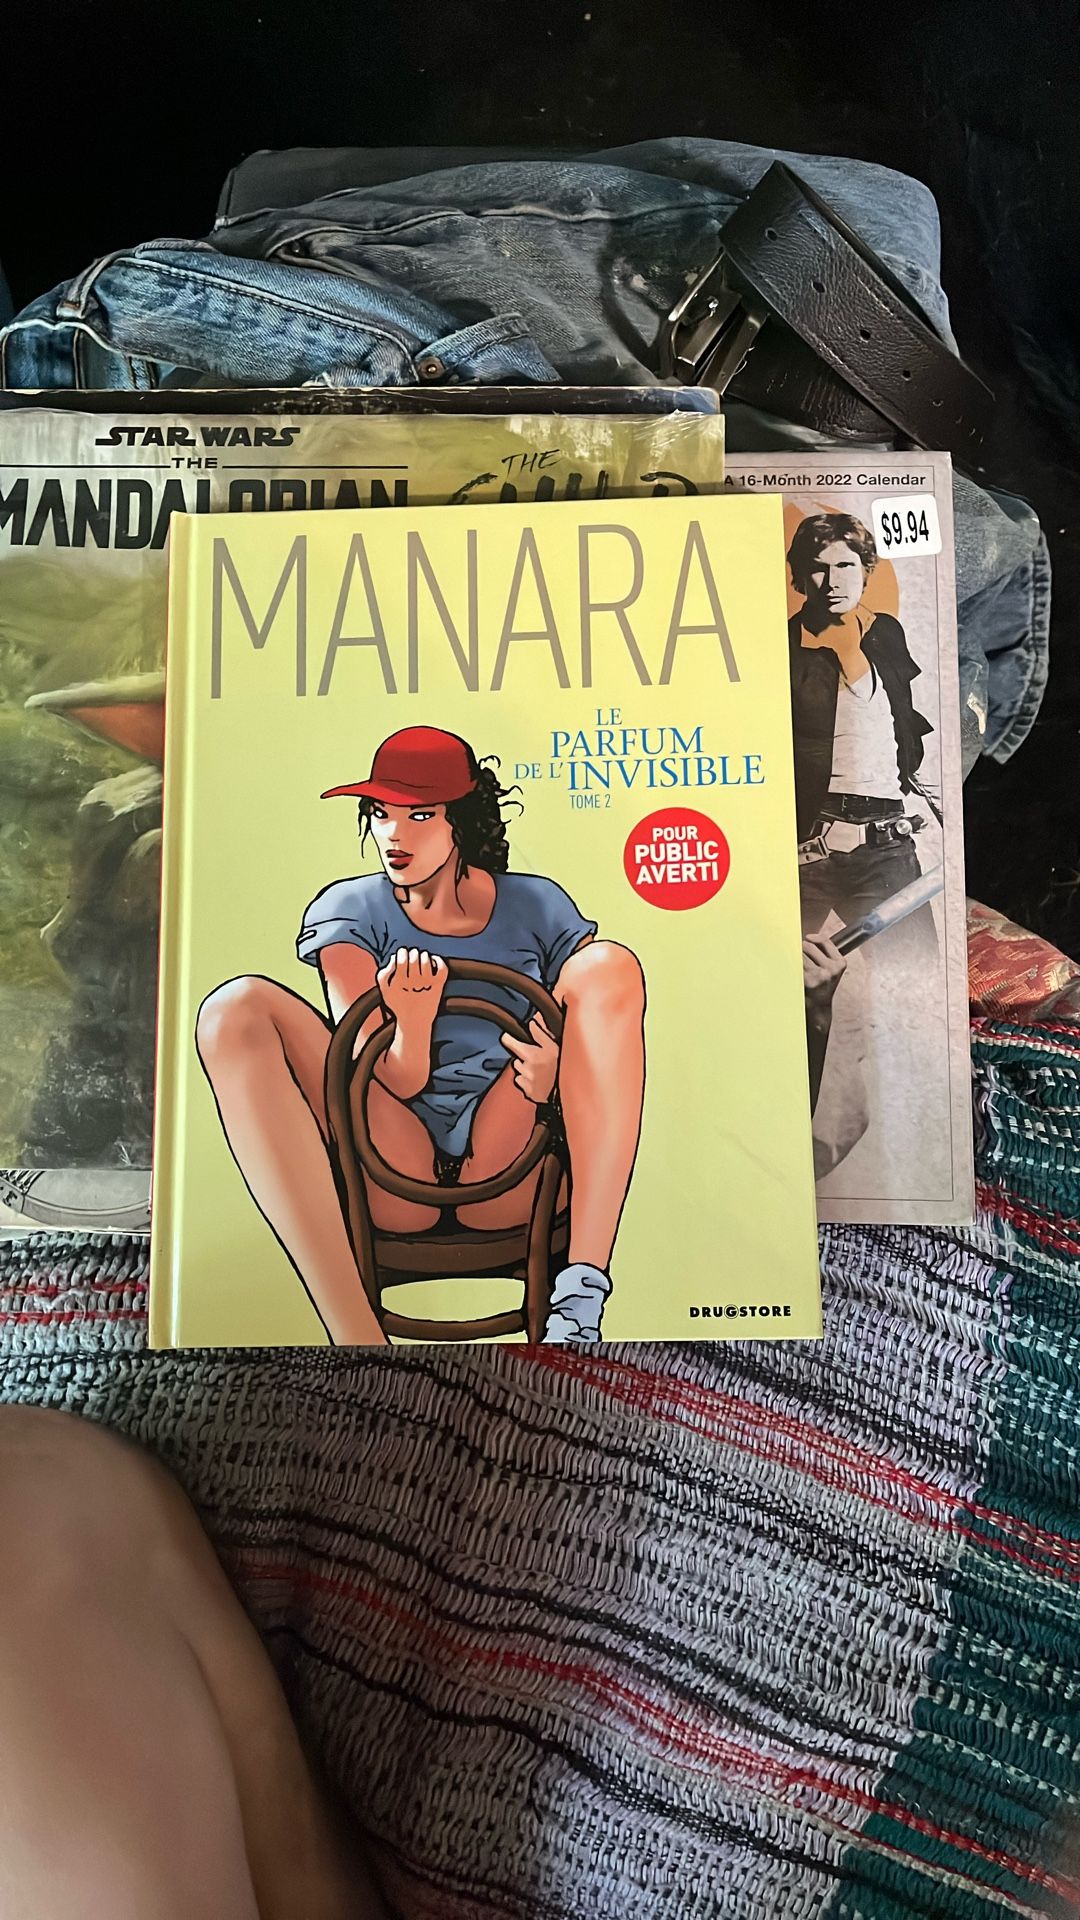 STAR WARS
THE
MANDALORIAN
THE
CHILD
A 16-Month 2022 Calendar
$9.94
MANARA
LE
PARFUM
DE L'INVISIBLE
TOME 2
POUR
PUBLIC
AVERTI
DRUGSTORE